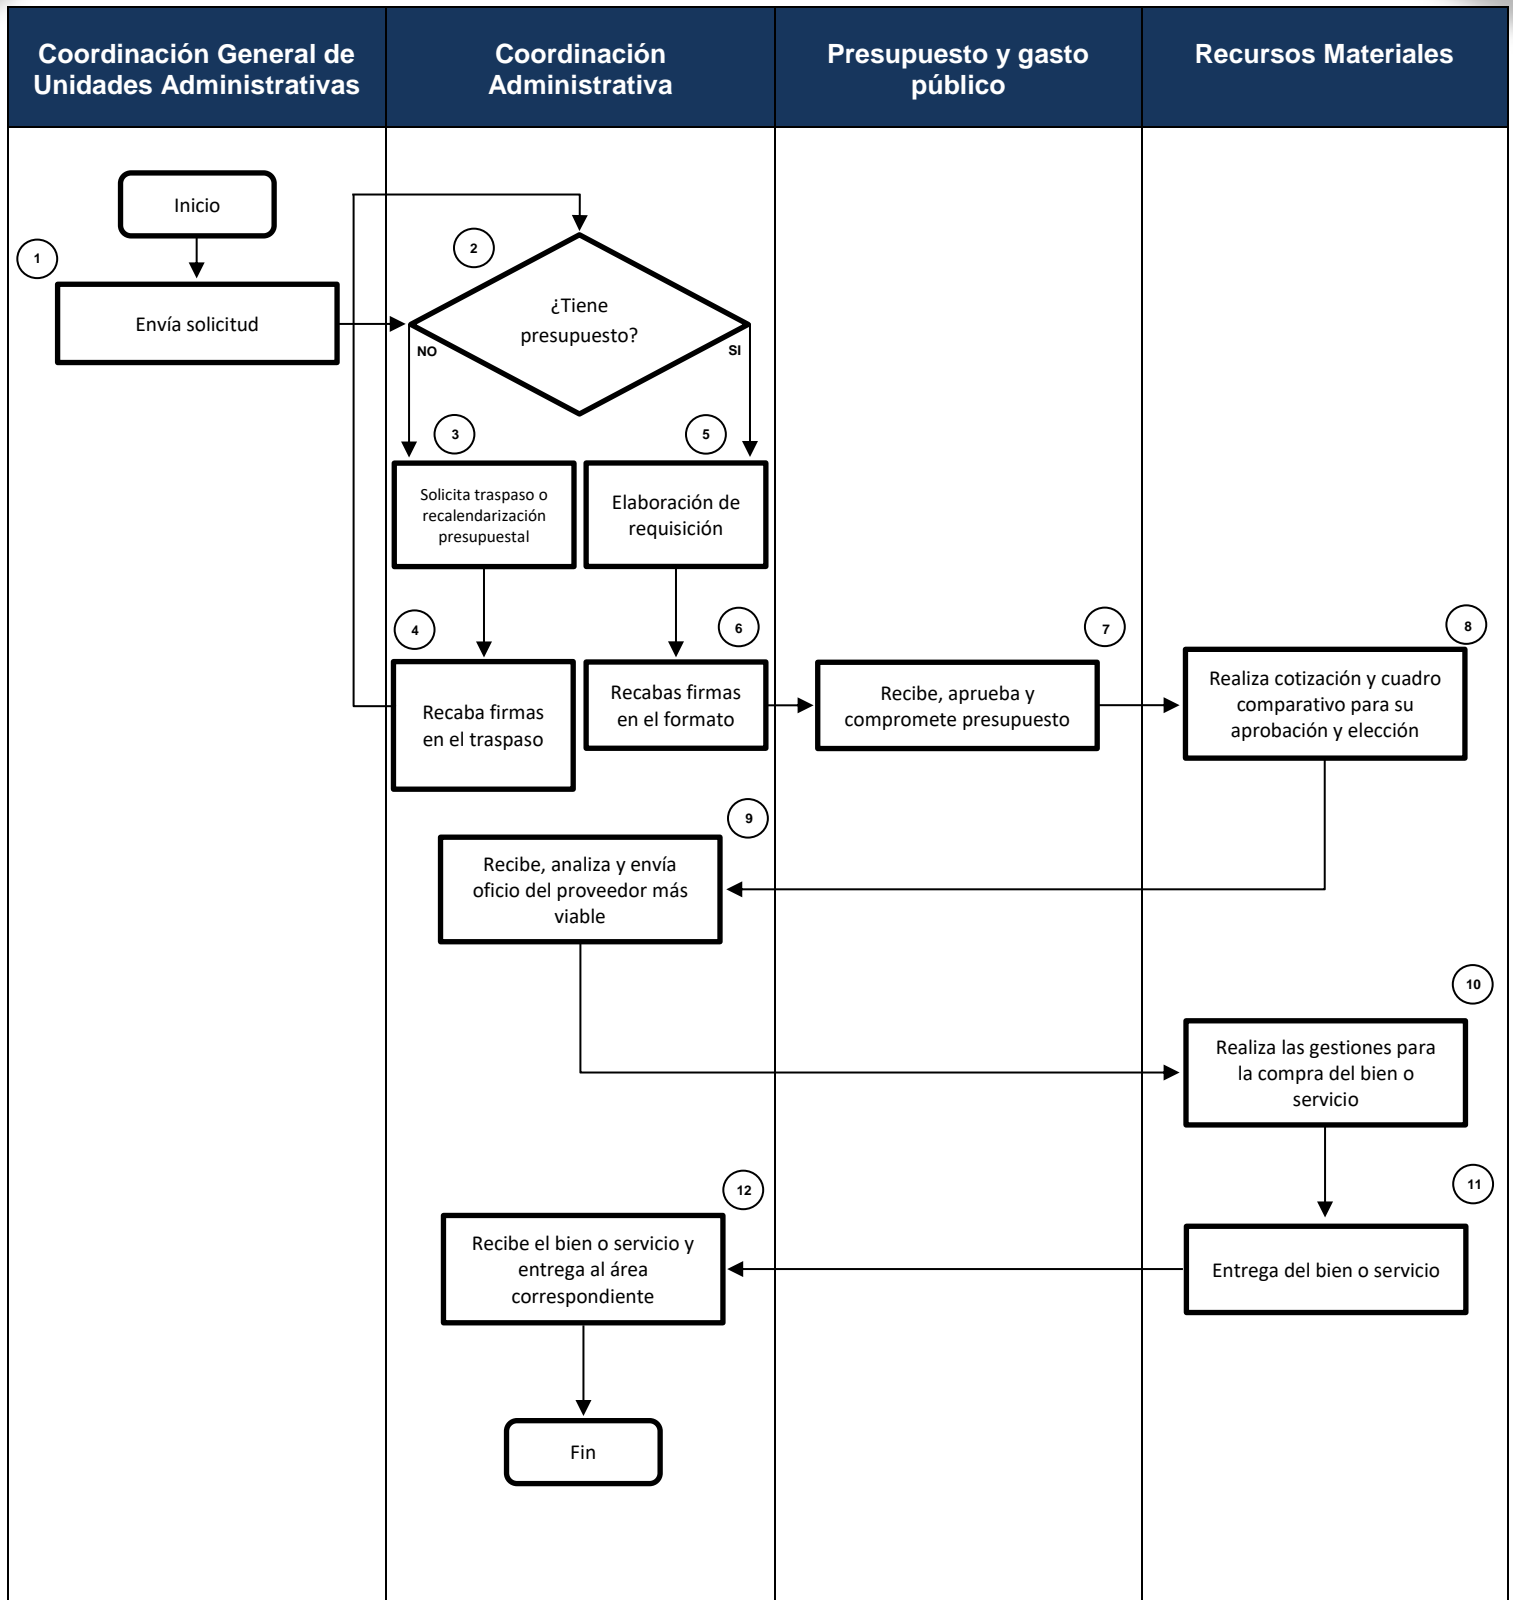 Coordinación General de
Unidades Administrativas
Coordinación
Administrativa
Presupuesto y gasto
público
Recursos Materiales
Inicio
1
Envía solicitud
2
¿Tiene
presupuesto?
NO
SI
3
Solicita traspaso o
recalendarización
presupuestal
5
Elaboración de
requisición
4
Recaba firmas
en el traspaso
6
Recabas firmas
en el formato
7
Recibe, aprueba y
compromete presupuesto
8
Realiza cotización y cuadro
comparativo para su
aprobación y elección
9
Recibe, analiza y envía
oficio del proveedor más
viable
10
Realiza las gestiones para
la compra del bien o
servicio
11
Entrega del bien o servicio
12
Recibe el bien o servicio y
entrega al área
correspondiente
Fin